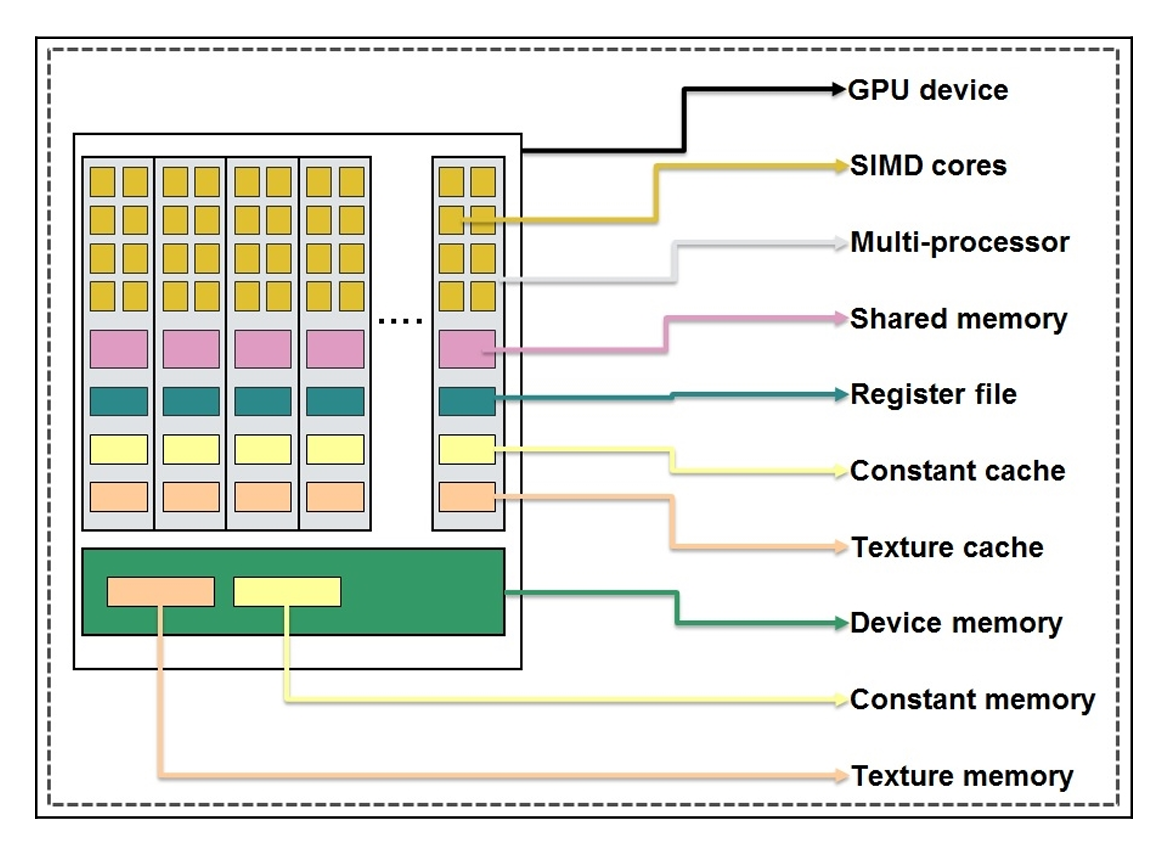 GPU device
SIMD cores
Multi-processor
Shared memory
Register file
Constant cache
Texture cache
Device memory
Constant memory
Texture memory